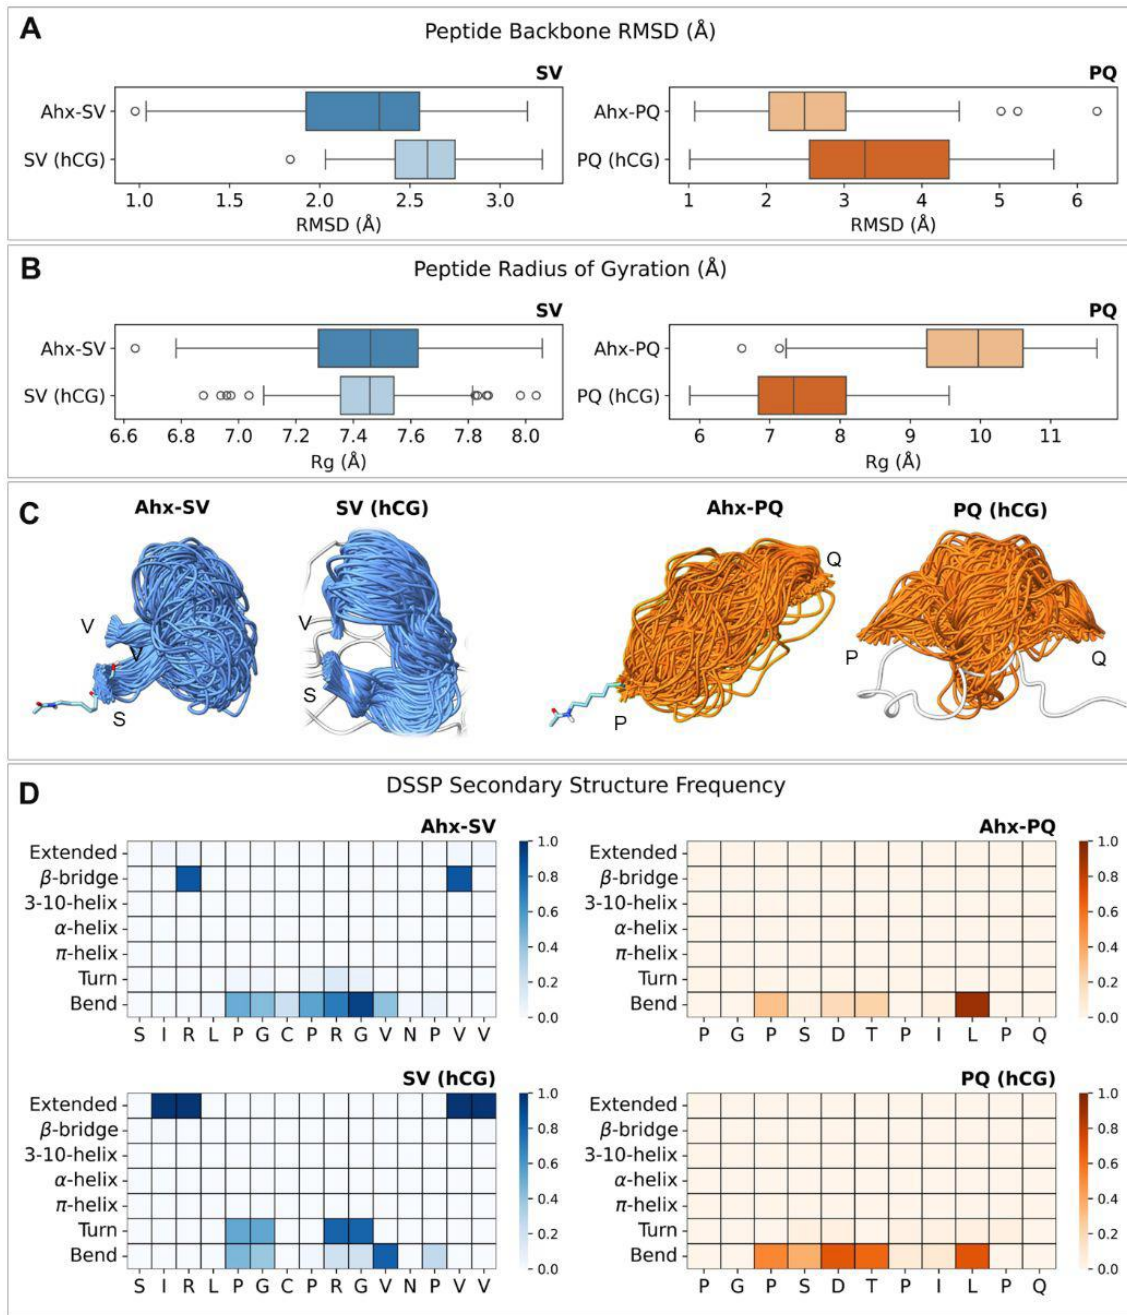 A
Peptide Backbone RMSD (Å)
SV
Ahx-SV
SV (hCG)
1.0 1.5 2.0 2.5 3.0
RMSD (Å)
PQ
Ahx-PQ
PQ (hCG)
1 2 3 4 5 6
RMSD (Å)
B
Peptide Radius of Gyration (Å)
SV
Ahx-SV
SV (hCG)
6.6 6.8 7.0 7.2 7.4 7.6 7.8 8.0
Rg (Å)
PQ
Ahx-PQ
PQ (hCG)
6 7 8 9 10 11
Rg (Å)
C
Ahx-SV
V
V
S
SV (hCG)
V
S
Ahx-PQ
Q
P
PQ (hCG)
P
Q
D
DSSP Secondary Structure Frequency
Ahx-SV
Extended
β-bridge
3-10-helix
α-helix
π-helix
Turn
Bend
S I R L P G C P R G V N P V V
1.0
0.8
0.6
0.4
0.2
0.0
Ahx-PQ
Extended
β-bridge
3-10-helix
α-helix
π-helix
Turn
Bend
P G P S D T P I L P Q
1.0
0.8
0.6
0.4
0.2
0.0
SV (hCG)
Extended
β-bridge
3-10-helix
α-helix
π-helix
Turn
Bend
S I R L P G C P R G V N P V V
1.0
0.8
0.6
0.4
0.2
0.0
PQ (hCG)
Extended
β-bridge
3-10-helix
α-helix
π-helix
Turn
Bend
P G P S D T P I L P Q
1.0
0.8
0.6
0.4
0.2
0.0